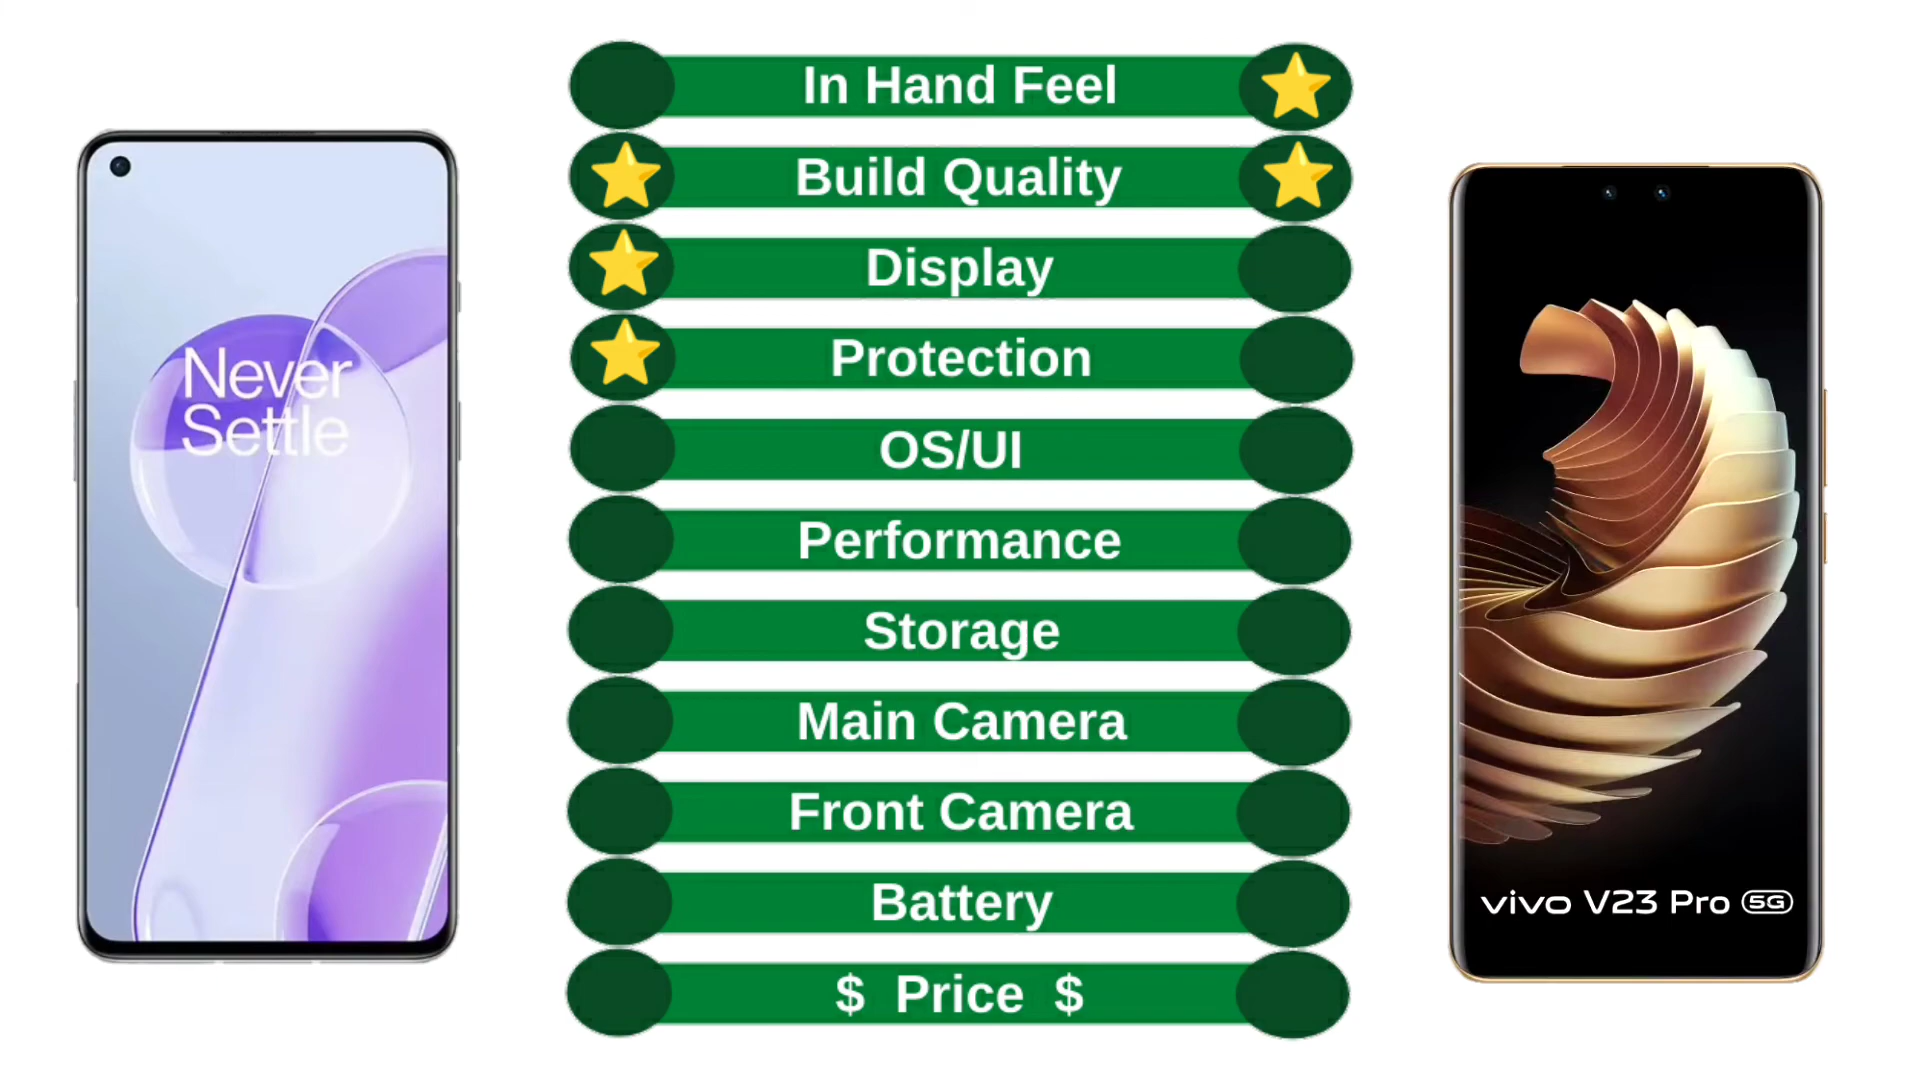 Never
Settle
In Hand Feel
Build Quality
Display
Protection
OS/UI
Performance
Storage
Main Camera
Front Camera
Battery
$ Price $
vivo V23 Pro 5G